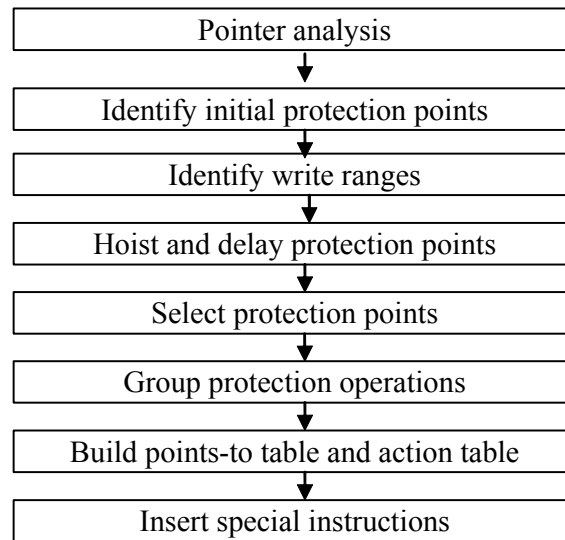 Pointer analysis
Identify initial protection points
Identify write ranges
Hoist and delay protection points
Select protection points
Group protection operations
Build points-to table and action table
Insert special instructions